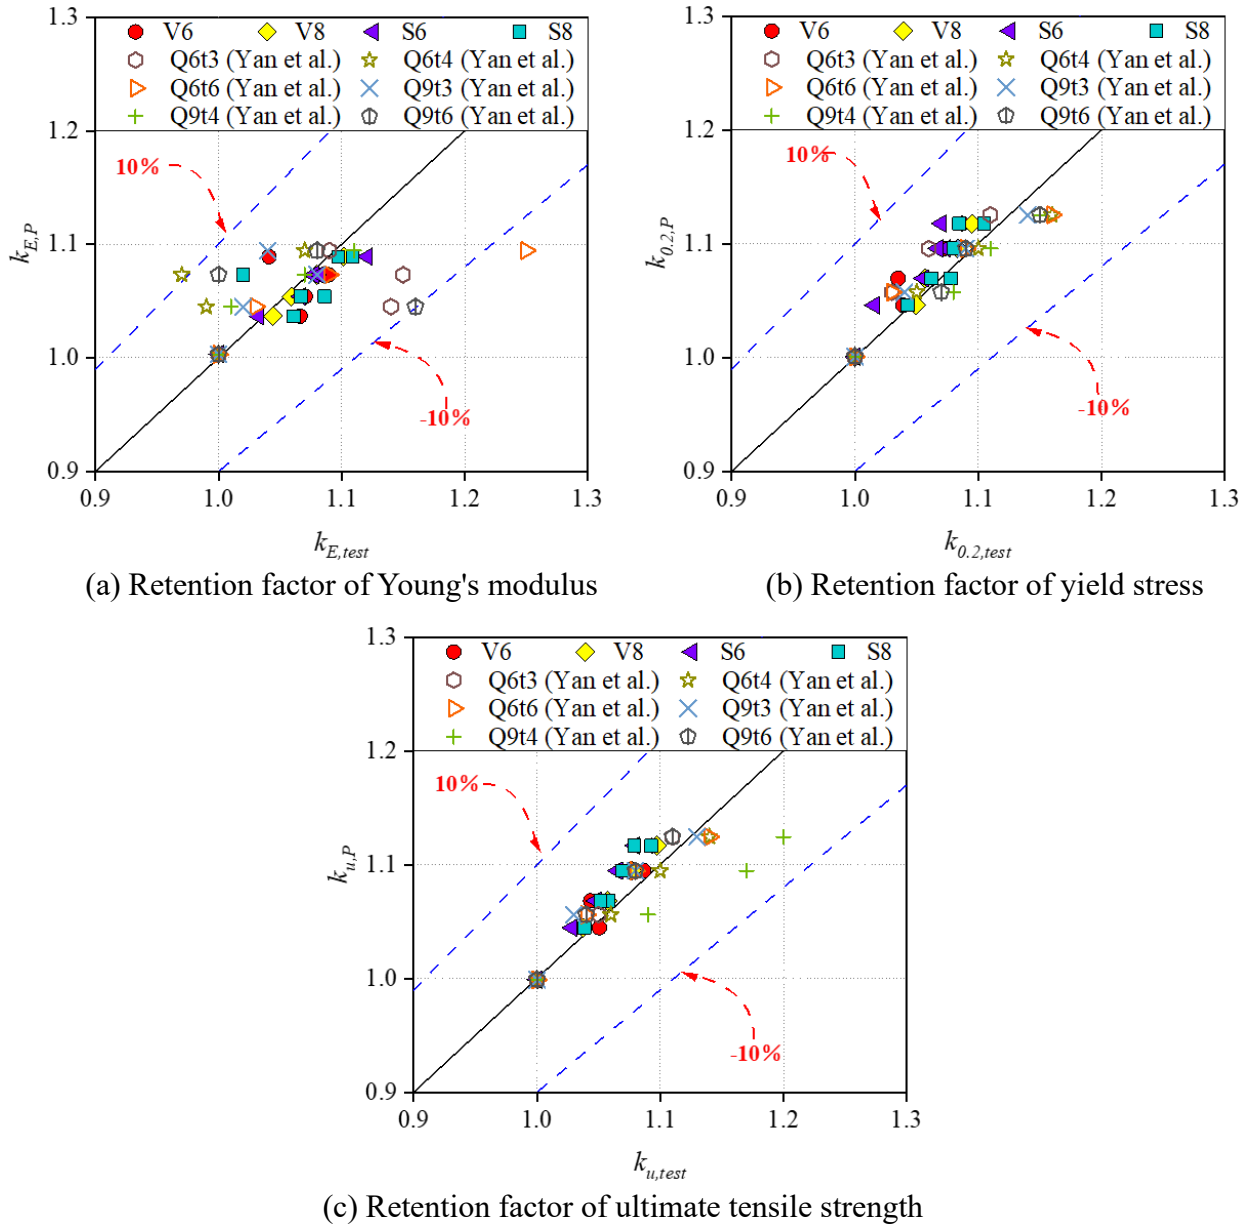 1.3
V6 V8 S6 S8
Q6t3 (Yan et al.) Q6t4 (Yan et al.)
Q6t6 (Yan et al.) Q9t3 (Yan et al.)
Q9t4 (Yan et al.) Q9t6 (Yan et al.)
1.2
10%
k_{E,P}
1.1
1.0
-10%
0.9
0.9 1.0 1.1 1.2 1.3
k_{E,test}
(a) Retention factor of Young's modulus
1.3
V6 V8 S6 S8
Q6t3 (Yan et al.) Q6t4 (Yan et al.)
Q6t6 (Yan et al.) Q9t3 (Yan et al.)
Q9t4 (Yan et al.) Q9t6 (Yan et al.)
1.2
10%
k_{0.2,P}
1.1
1.0
-10%
0.9
0.9 1.0 1.1 1.2 1.3
k_{0.2,test}
(b) Retention factor of yield stress
1.3
V6 V8 S6 S8
Q6t3 (Yan et al.) Q6t4 (Yan et al.)
Q6t6 (Yan et al.) Q9t3 (Yan et al.)
Q9t4 (Yan et al.) Q9t6 (Yan et al.)
1.2
10%
k_{u,P}
1.1
1.0
-10%
0.9
0.9 1.0 1.1 1.2 1.3
k_{u,test}
(c) Retention factor of ultimate tensile strength